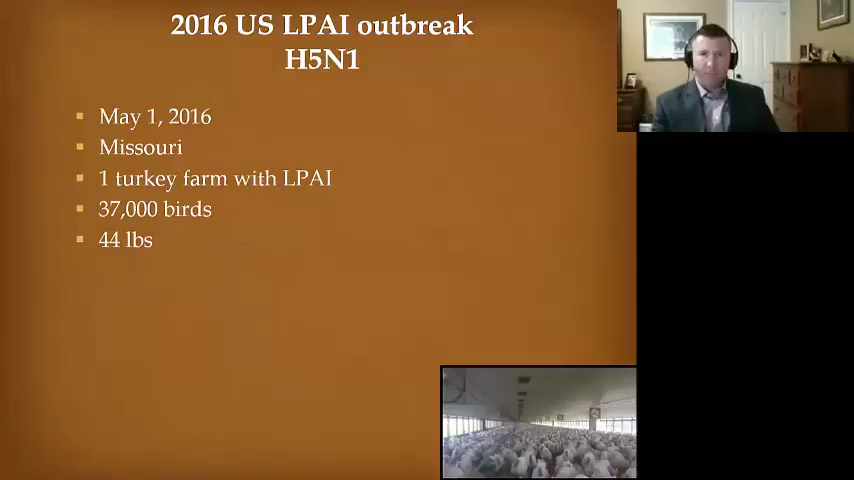 2016 US LPAI outbreak
H5N1
May 1, 2016
Missouri
1 turkey farm with LPAI
37,000 birds
44 lbs